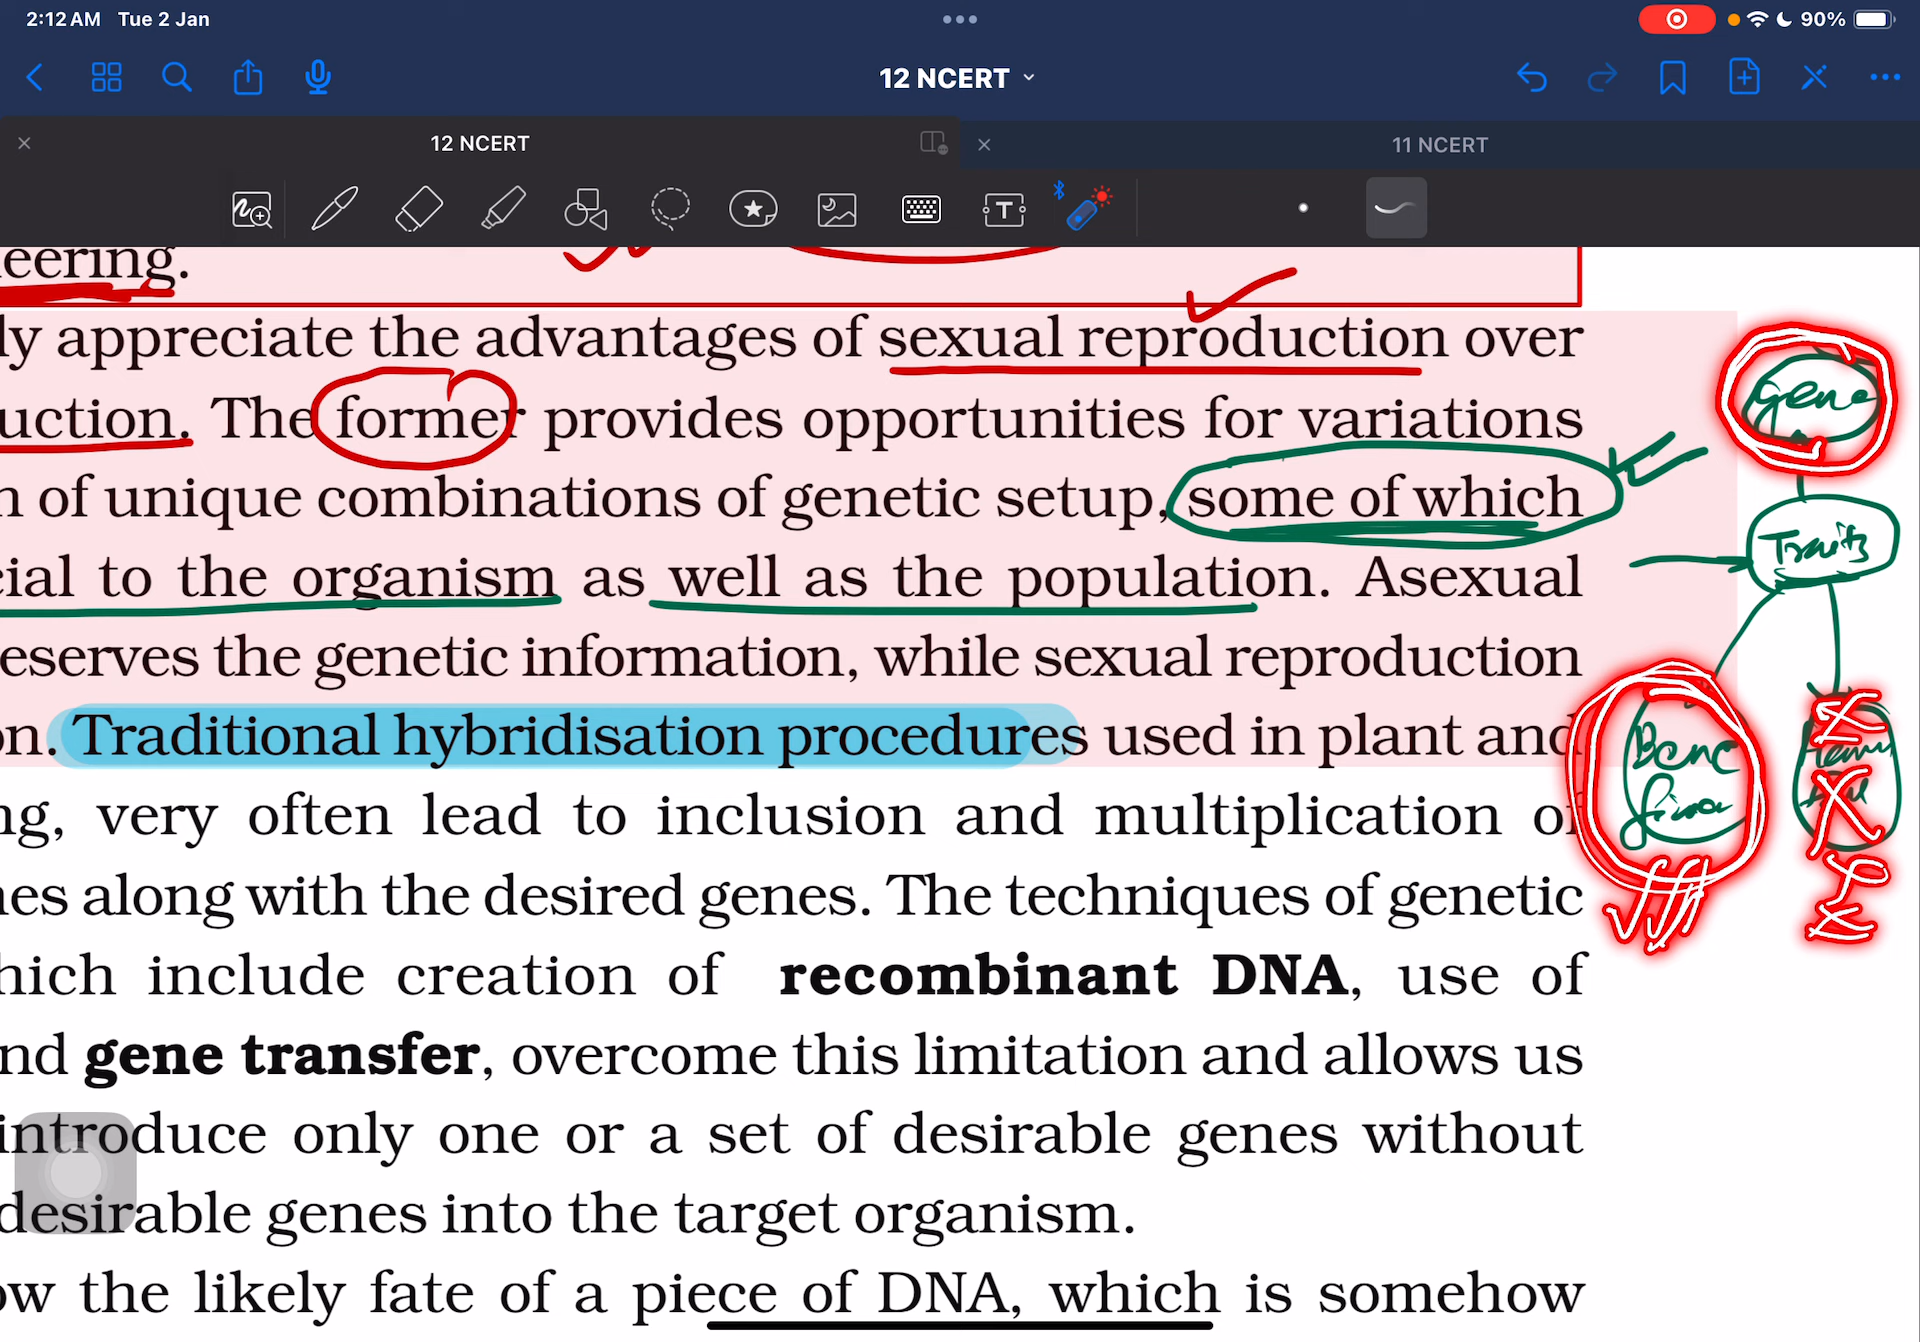 2:12 AM Tue 2 Jan
90%
12 NCERT
12 NCERT
11 NCERT
eering.
ly appreciate the advantages of sexual reproduction over
uction. The former provides opportunities for variations
n of unique combinations of genetic setup, some of which
cial to the organism as well as the population. Asexual
eserves the genetic information, while sexual reproduction
on. Traditional hybridisation procedures used in plant and
ng, very often lead to inclusion and multiplication of
nes along with the desired genes. The techniques of genetic
hich include creation of recombinant DNA, use of
nd gene transfer, overcome this limitation and allows us
introduce only one or a set of desirable genes without
desirable genes into the target organism.
ow the likely fate of a piece of DNA, which is somehow
Gene
Traits